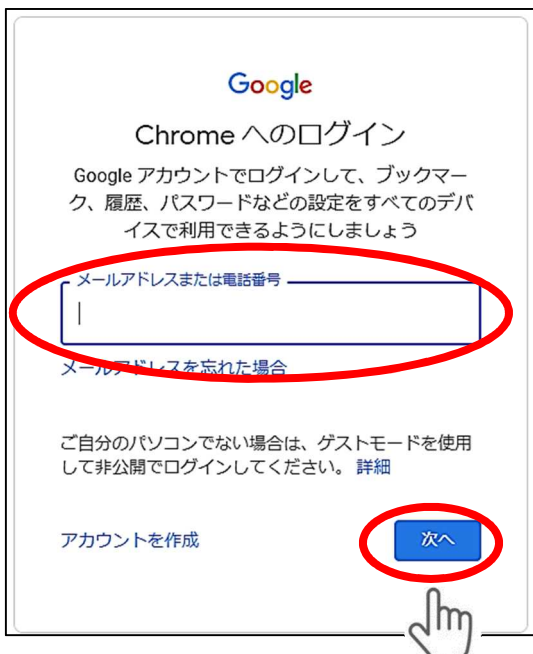 Google
Chrome へのログイン
Google アカウントでログインして、ブックマー
ク、履歴、パスワードなどの設定をすべてのデバ
イスで利用できるようにしましょう
メールアドレスまたは電話番号
メールアドレスを忘れた場合
ご自分のパソコンでない場合は、ゲストモードを使用
して非公開でログインしてください。 詳細
アカウントを作成
次へ